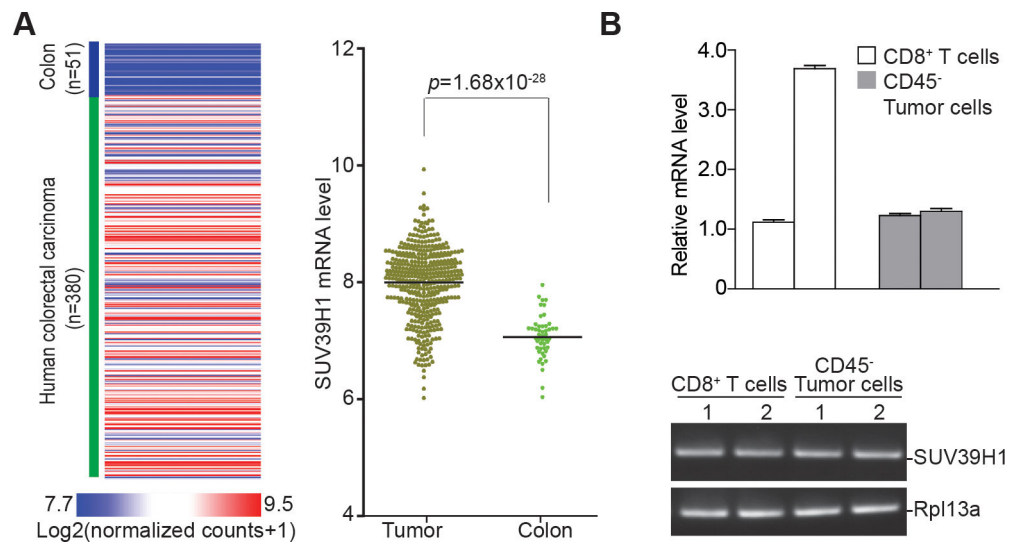 A
Colon
(n=51)
Human colorectal carcinoma
(n=380)
7.7
9.5
Log2(normalized counts+1)
SUV39H1 mRNA level
12
10
8
6
4
p=1.68x10-28
Tumor
Colon
B
Relative mRNA level
4.0
3.0
2.0
1.0
0
CD8+ T cells
CD45-
Tumor cells
CD8+ T cells
CD45-
Tumor cells
1 2 1 2
-SUV39H1
-Rpl13a